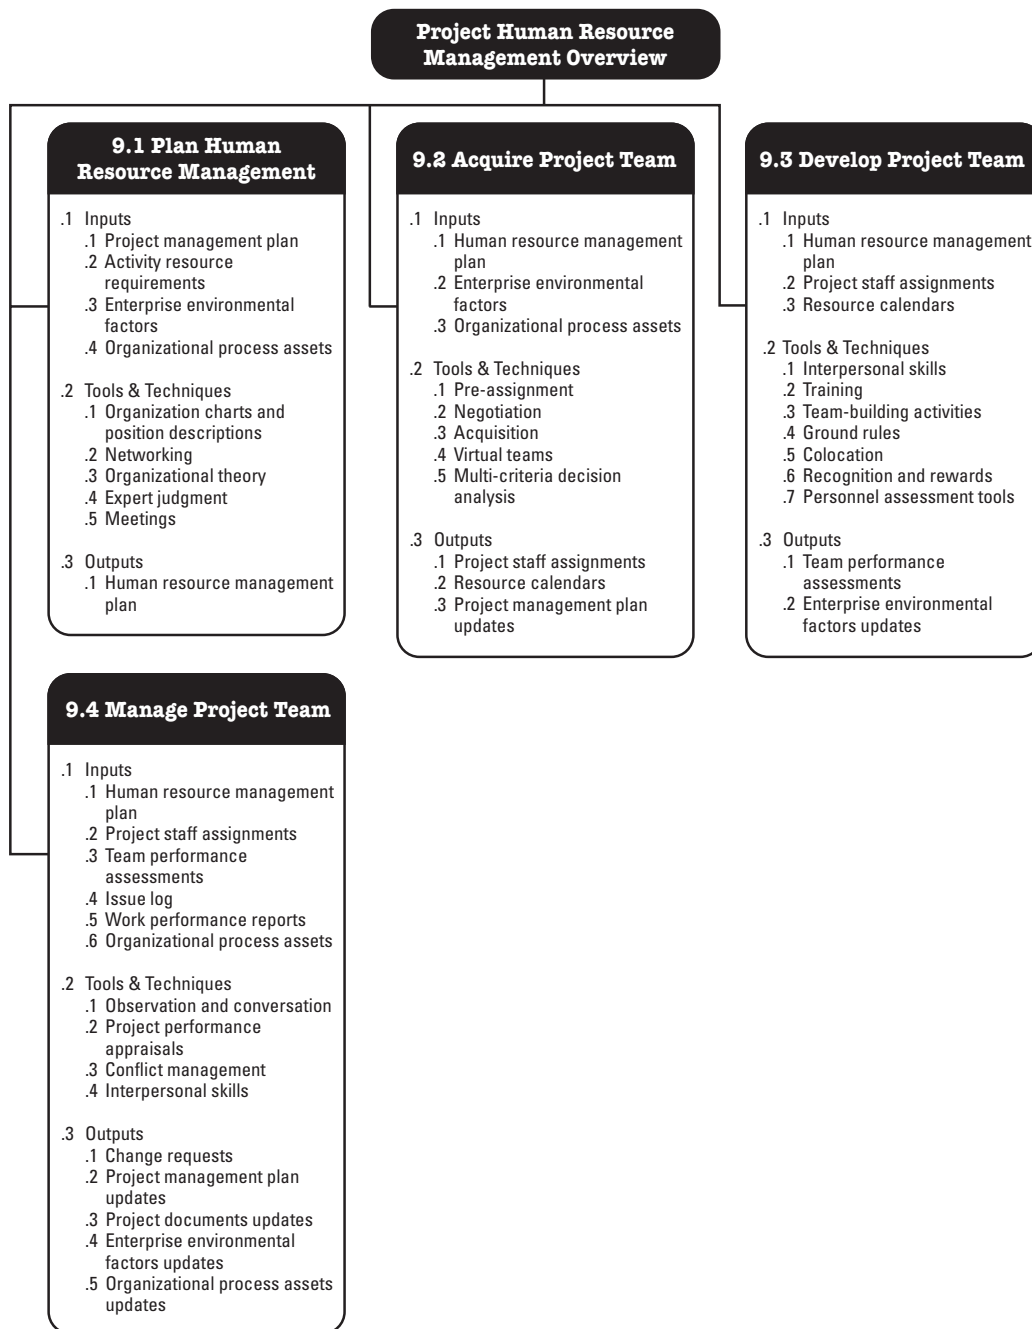 Project Human Resource
Management Overview
9.1 Plan Human
Resource Management
.1 Inputs
.1 Project management plan
.2 Activity resource
requirements
.3 Enterprise environmental
factors
.4 Organizational process assets
.2 Tools & Techniques
.1 Organization charts and
position descriptions
.2 Networking
.3 Organizational theory
.4 Expert judgment
.5 Meetings
.3 Outputs
.1 Human resource management
plan
9.2 Acquire Project Team
.1 Inputs
.1 Human resource management
plan
.2 Enterprise environmental
factors
.3 Organizational process assets
.2 Tools & Techniques
.1 Pre-assignment
.2 Negotiation
.3 Acquisition
.4 Virtual teams
.5 Multi-criteria decision
analysis
.3 Outputs
.1 Project staff assignments
.2 Resource calendars
.3 Project management plan
updates
9.3 Develop Project Team
.1 Inputs
.1 Human resource management
plan
.2 Project staff assignments
.3 Resource calendars
.2 Tools & Techniques
.1 Interpersonal skills
.2 Training
.3 Team-building activities
.4 Ground rules
.5 Colocation
.6 Recognition and rewards
.7 Personnel assessment tools
.3 Outputs
.1 Team performance
assessments
.2 Enterprise environmental
factors updates
9.4 Manage Project Team
.1 Inputs
.1 Human resource management
plan
.2 Project staff assignments
.3 Team performance
assessments
.4 Issue log
.5 Work performance reports
.6 Organizational process assets
.2 Tools & Techniques
.1 Observation and conversation
.2 Project performance
appraisals
.3 Conflict management
.4 Interpersonal skills
.3 Outputs
.1 Change requests
.2 Project management plan
updates
.3 Project documents updates
.4 Enterprise environmental
factors updates
.5 Organizational process assets
updates